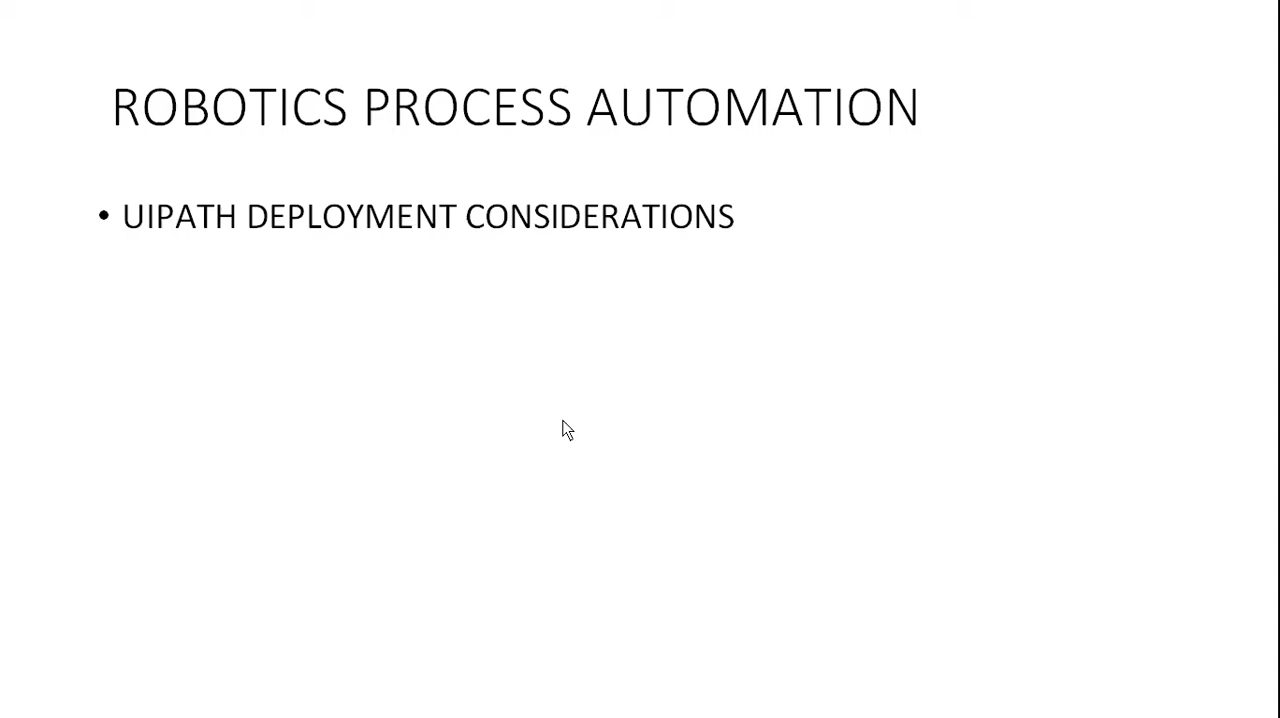 ROBOTICS PROCESS AUTOMATION
• UIPATH DEPLOYMENT CONSIDERATIONS